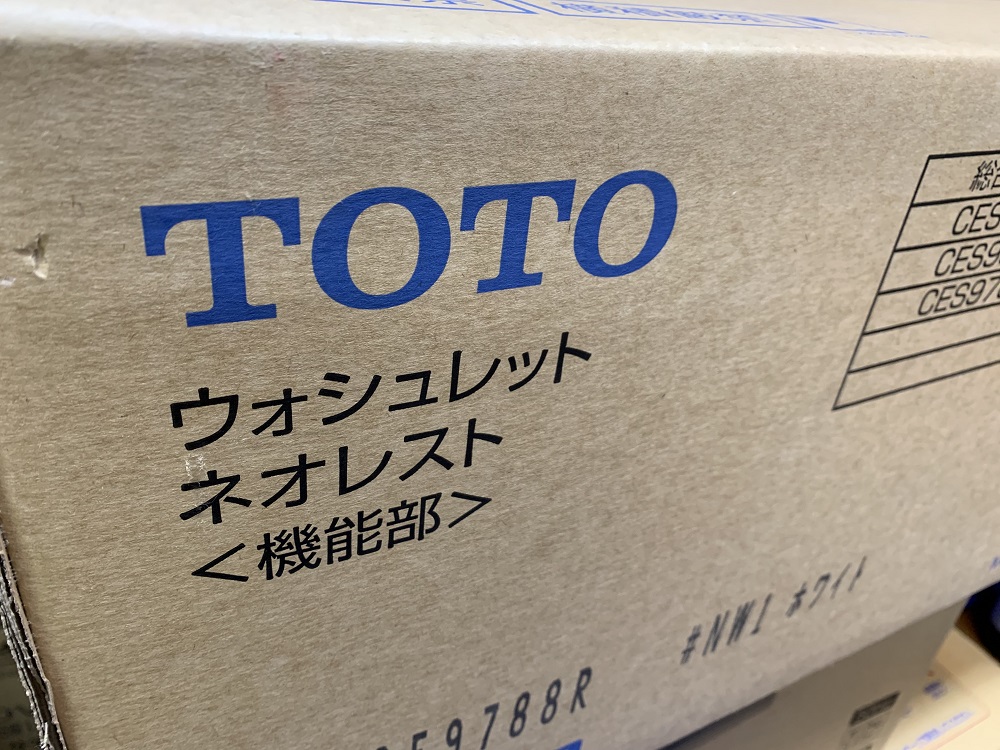 TOTO
ウォシュレット
ネオレスト
<機能部>
CES
CES9
CES97
#NW1 ホワイト
9788R